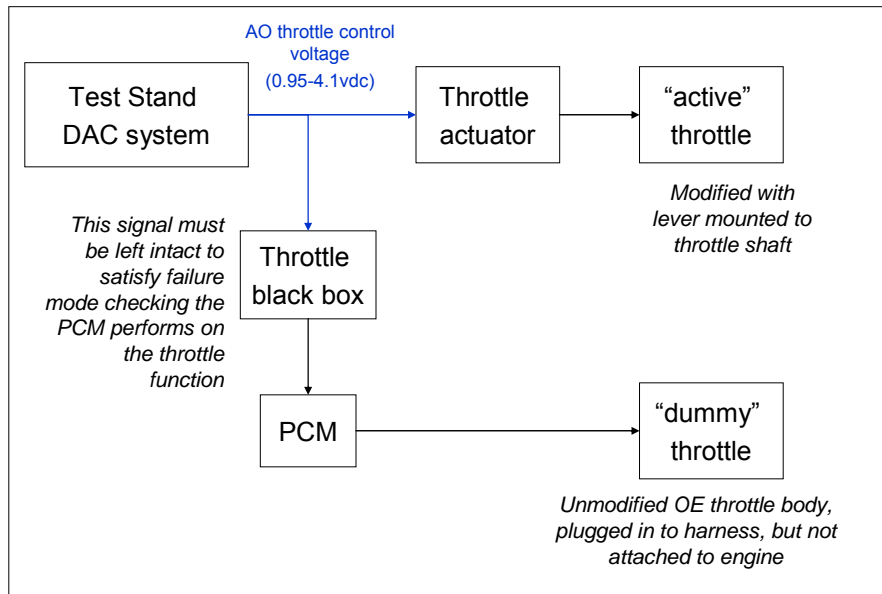 AO throttle control
voltage
(0.95-4.1vdc)
Test Stand
DAC system
Throttle
actuator
“active”
throttle
Modified with
lever mounted to
throttle shaft
This signal must
be left intact to
satisfy failure
mode checking the
PCM performs on
the throttle
function
Throttle
black box
PCM
“dummy”
throttle
Unmodified OE throttle body,
plugged in to harness, but not
attached to engine